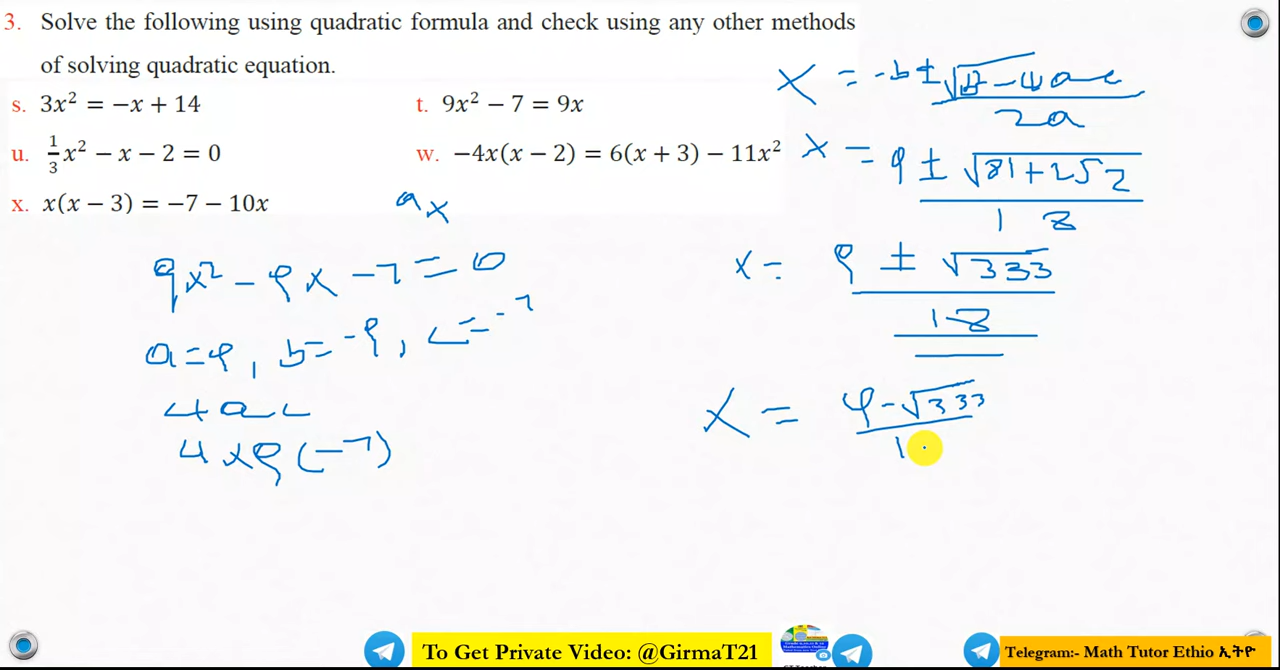 3. Solve the following using quadratic formula and check using any other methods
of solving quadratic equation.
s. 3x² = −x + 14
t. 9x² − 7 = 9x
u. 1/3 x² − x − 2 = 0
w. −4x(x − 2) = 6(x + 3) − 11x²
x. x(x − 3) = −7 − 10x
ax
9x² − 9x − 7 = 0
a = 9, b = -9, c = -7
4ac
4 × 9 (−7)
x = -b ± √b² − 4ac / 2a
x = 9 ± √81 + 252 / 18
x = 9 ± √333 / 18
x = 9 − √333 / 1
To Get Private Video: @GirmaT21
Telegram:- Math Tutor Ethio ኢትዮ